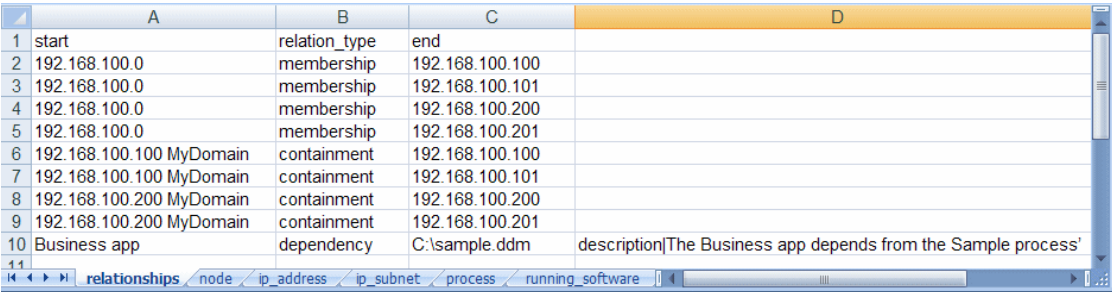 A B C D
1 start relation_type end
2 192.168.100.0 membership 192.168.100.100
3 192.168.100.0 membership 192.168.100.101
4 192.168.100.0 membership 192.168.100.200
5 192.168.100.0 membership 192.168.100.201
6 192.168.100.100 MyDomain containment 192.168.100.100
7 192.168.100.100 MyDomain containment 192.168.100.101
8 192.168.100.200 MyDomain containment 192.168.100.200
9 192.168.100.200 MyDomain containment 192.168.100.201
10 Business app dependency C:\sample.ddm description|The Business app depends from the Sample process'
11
relationships node ip_address ip_subnet process running_software